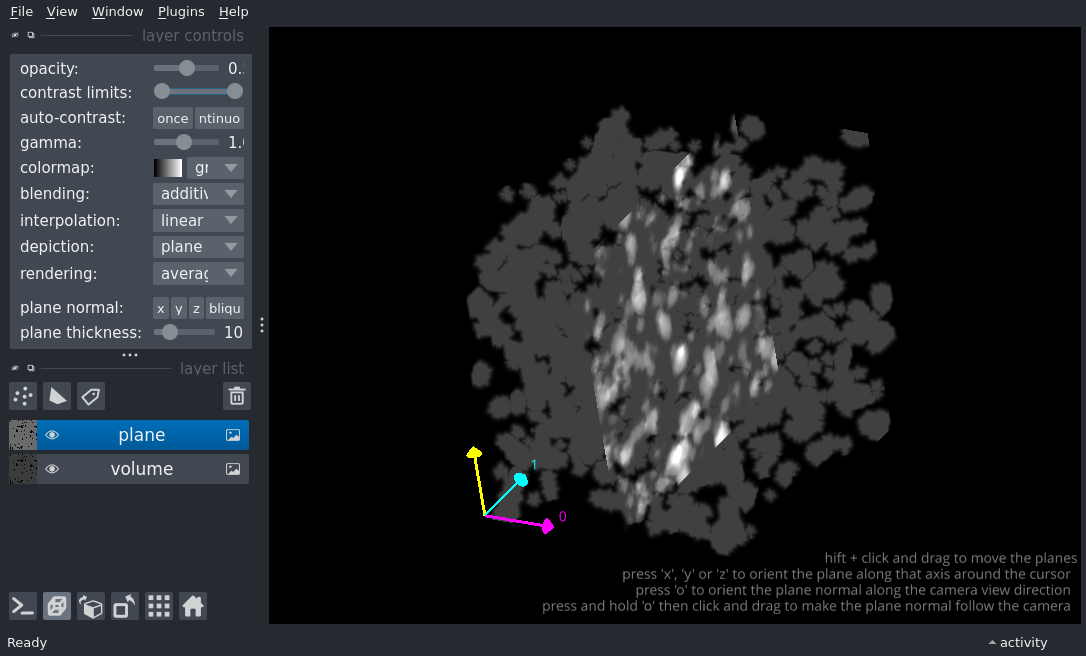 File View Window Plugins Help
layer controls
opacity: 0.
contrast limits:
auto-contrast: once ntinuo
gamma: 1.
colormap: gr
blending: additiv
interpolation: linear
depiction: plane
rendering: averag
plane normal: x y z bliqu
plane thickness: 10
layer list
plane
volume
1
0
hift + click and drag to move the planes
press 'x', 'y' or 'z' to orient the plane along that axis around the cursor
press 'o' to orient the plane normal along the camera view direction
press and hold 'o' then click and drag to make the plane normal follow the camera
Ready
activity